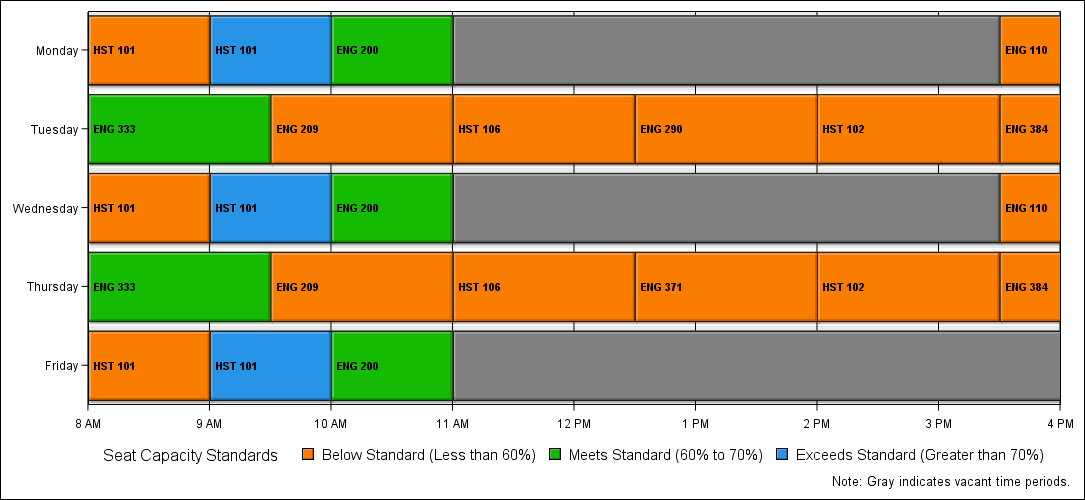 Monday HST 101 HST 101 ENG 200 ENG 110
Tuesday ENG 333 ENG 209 HST 106 ENG 290 HST 102 ENG 384
Wednesday HST 101 HST 101 ENG 200 ENG 110
Thursday ENG 333 ENG 209 HST 106 ENG 371 HST 102 ENG 384
Friday HST 101 HST 101 ENG 200
8 AM 9 AM 10 AM 11 AM 12 PM 1 PM 2 PM 3 PM 4 PM
Seat Capacity Standards Below Standard (Less than 60%) Meets Standard (60% to 70%) Exceeds Standard (Greater than 70%)
Note: Gray indicates vacant time periods.